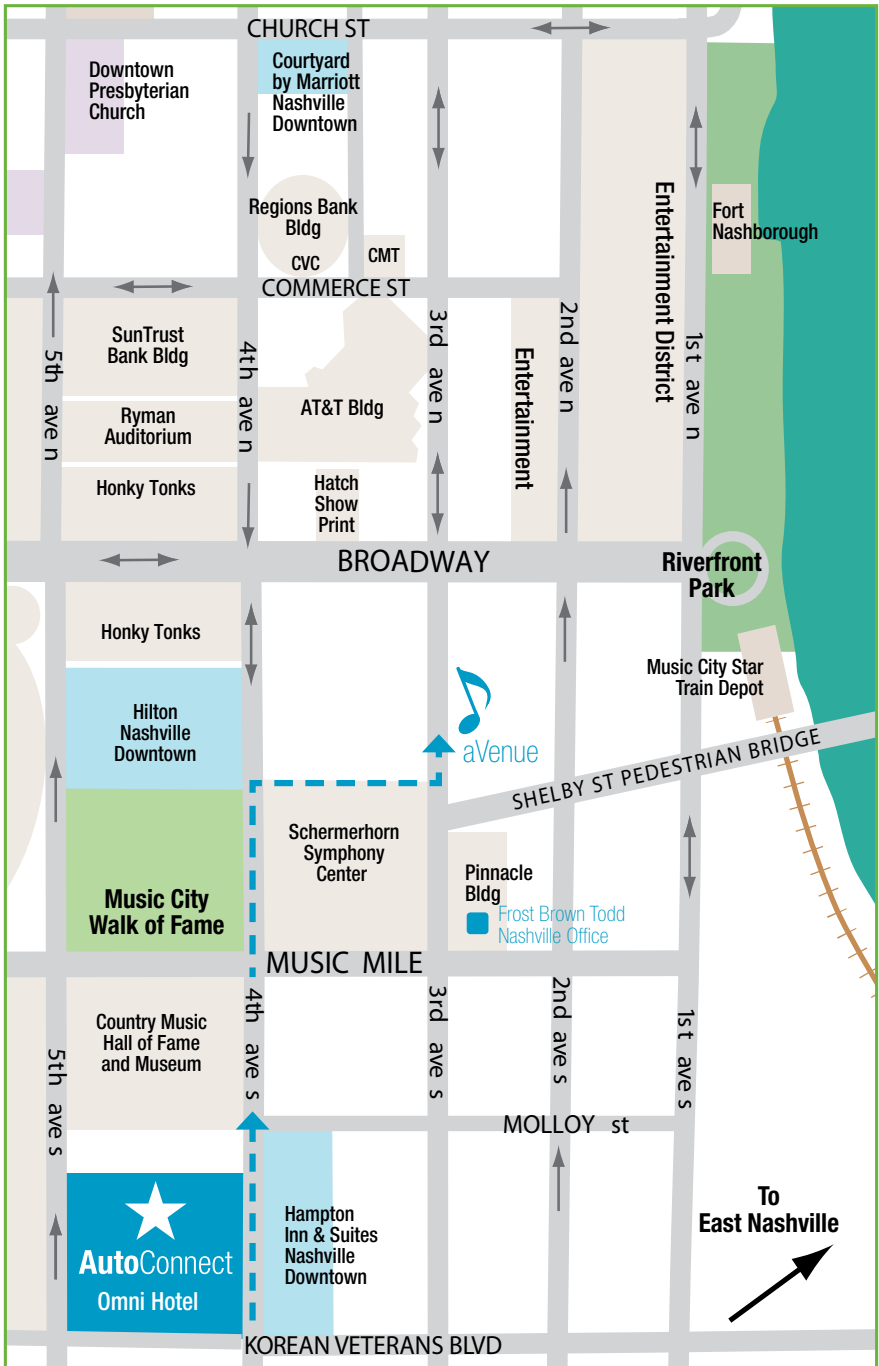 CHURCH ST
Downtown
Presbyterian
Church
Courtyard
by Marriott
Nashville
Downtown
Regions Bank
Bldg
CVC
CMT
Entertainment District
Fort
Nashborough
COMMERCE ST
SunTrust
Bank Bldg
5th ave n
4th ave n
3rd ave n
2nd ave n
1st ave n
Entertainment
Ryman
Auditorium
AT&T Bldg
Honky Tonks
Hatch
Show
Print
BROADWAY
Riverfront
Park
Honky Tonks
Music City Star
Train Depot
Hilton
Nashville
Downtown
aVenue
SHELBY ST PEDESTRIAN BRIDGE
Schermerhorn
Symphony
Center
Pinnacle
Bldg
Frost Brown Todd
Nashville Office
Music City
Walk of Fame
MUSIC MILE
Country Music
Hall of Fame
and Museum
5th ave s
4th ave s
3rd ave s
2nd ave s
1st ave s
MOLLOY st
AutoConnect
Omni Hotel
Hampton
Inn & Suites
Nashville
Downtown
To
East Nashville
KOREAN VETERANS BLVD